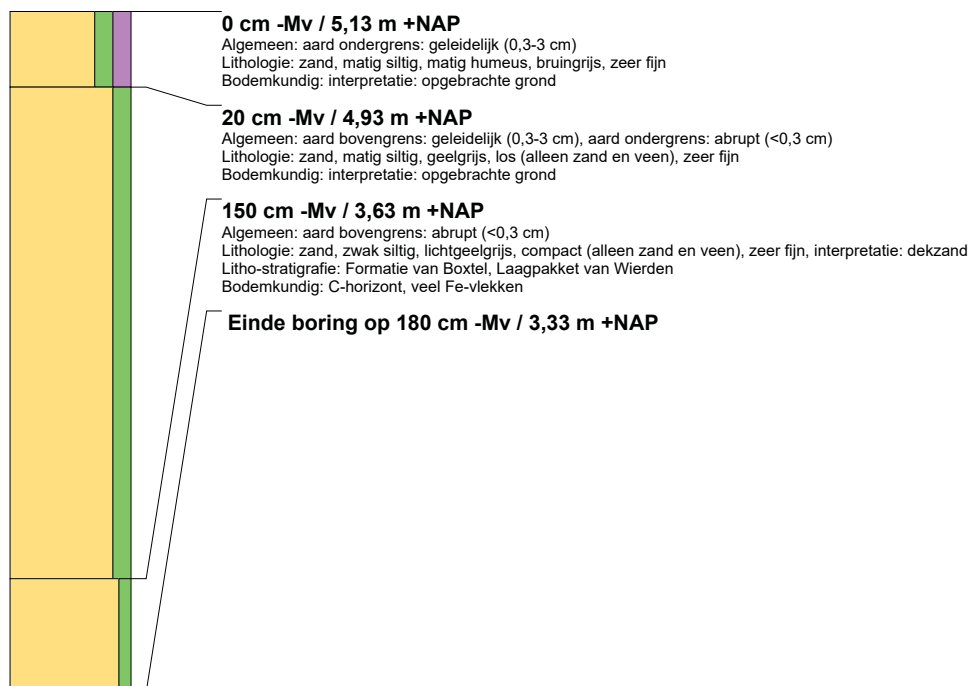 0 cm -Mv / 5,13 m +NAP
Algemeen: aard ondergrens: geleidelijk (0,3-3 cm)
Lithologie: zand, matig siltig, matig humeus, bruingrijs, zeer fijn
Bodemkundig: interpretatie: opgebrachte grond
20 cm -Mv / 4,93 m +NAP
Algemeen: aard bovengrens: geleidelijk (0,3-3 cm), aard ondergrens: abrupt (<0,3 cm)
Lithologie: zand, matig siltig, geelgrijs, los (alleen zand en veen), zeer fijn
Bodemkundig: interpretatie: opgebrachte grond
150 cm -Mv / 3,63 m +NAP
Algemeen: aard bovengrens: abrupt (<0,3 cm)
Lithologie: zand, zwak siltig, lichtgeelgrijs, compact (alleen zand en veen), zeer fijn, interpretatie: dekzand
Litho-stratigrafie: Formatie van Boxtel, Laagpakket van Wierden
Bodemkundig: C-horizont, veel Fe-vlekken
Einde boring op 180 cm -Mv / 3,33 m +NAP